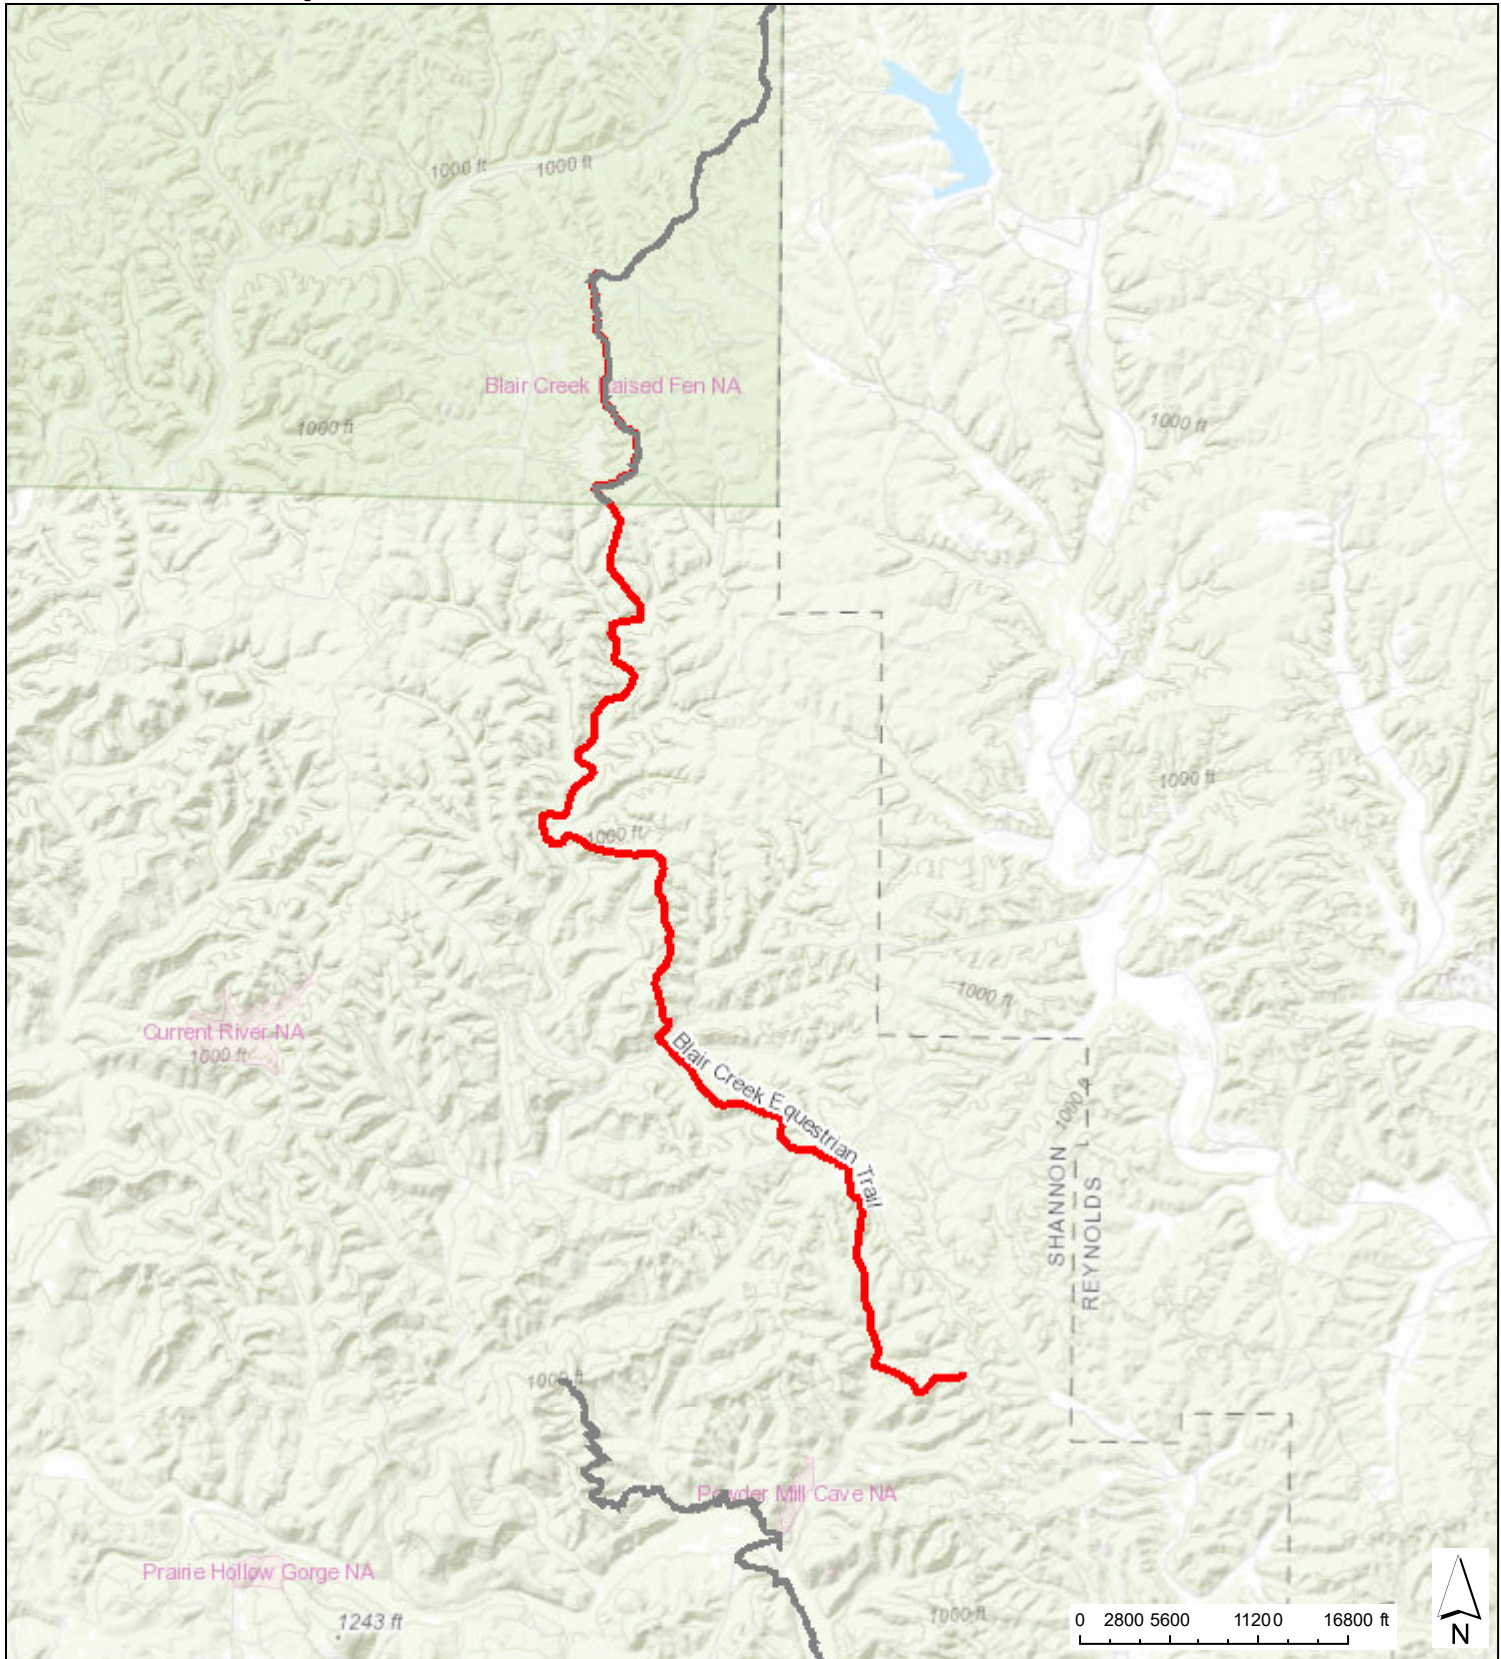 1000 ft
1000 ft
Blair Creek Raised Fen NA
1000 ft
1000 ft
1000 ft
1000 ft
1000 ft
Current River NA
1000 ft
Blair Creek Equestrian Trail
1000 ft
SHANNON
REYNOLDS
1000 ft
Powder Mill Cave NA
Prairie Hollow Gorge NA
1243 ft
1000 ft
0 2800 5600 11200 16800 ft
N